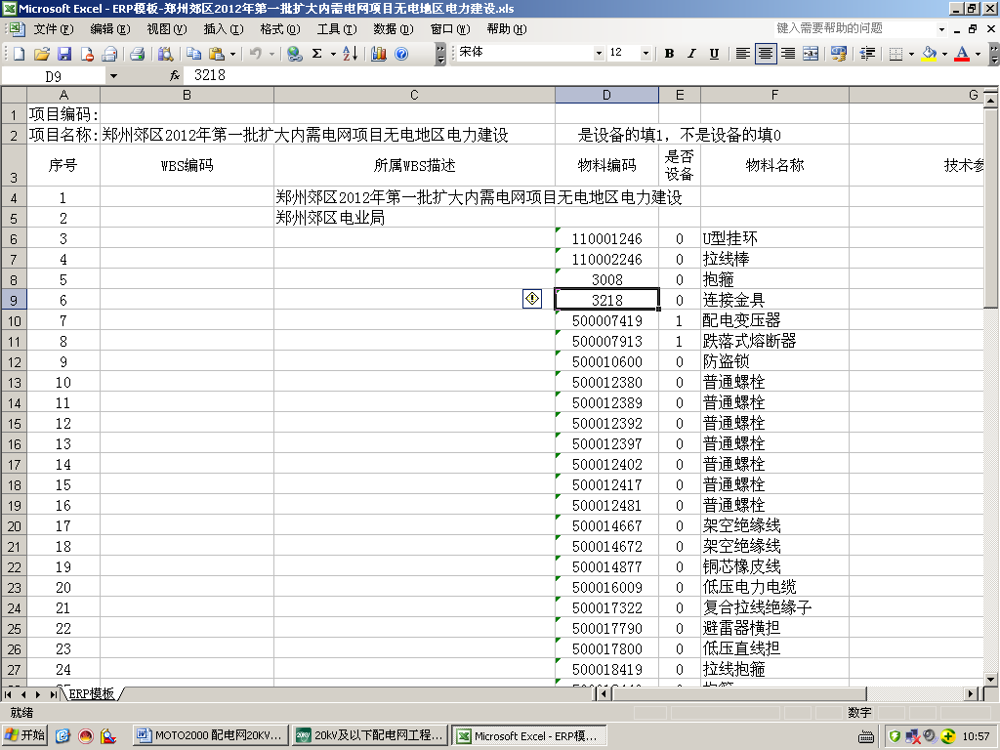 Microsoft Excel - ERP模板-郑州郊区2012年第一批扩大内需电网项目无电地区电力建设.xls
文件(F) 编辑(E) 视图(V) 插入(I) 格式(O) 工具(T) 数据(D) 窗口(W) 帮助(H) 键入需要帮助的问题
宋体 12 B I U
D9 fx 3218
A B C D E F G
1 项目编码:
2 项目名称: 郑州郊区2012年第一批扩大内需电网项目无电地区电力建设 是设备的填1，不是设备的填0
3 序号 WBS编码 所属WBS描述 物料编码 是否设备 物料名称 技术参
4 1 郑州郊区2012年第一批扩大内需电网项目无电地区电力建设
5 2 郑州郊区电业局
6 3 110001246 0 U型挂环
7 4 110002246 0 拉线棒
8 5 3008 0 抱箍
9 6 3218 0 连接金具
10 7 500007419 1 配电变压器
11 8 500007913 1 跌落式熔断器
12 9 500010600 0 防盗锁
13 10 500012380 0 普通螺栓
14 11 500012389 0 普通螺栓
15 12 500012392 0 普通螺栓
16 13 500012397 0 普通螺栓
17 14 500012402 0 普通螺栓
18 15 500012417 0 普通螺栓
19 16 500012481 0 普通螺栓
20 17 500014667 0 架空绝缘线
21 18 500014672 0 架空绝缘线
22 19 500014877 0 铜芯橡皮线
23 20 500016009 0 低压电力电缆
24 21 500017322 0 复合拉线绝缘子
25 22 500017790 0 避雷器横担
26 23 500017800 0 低压直线担
27 24 500018419 0 拉线抱箍
ERP模板
就绪 数字
开始 MOTO2000 配电网20KV... 20kV及以下配电网工程... Microsoft Excel - ERP模... 10:57